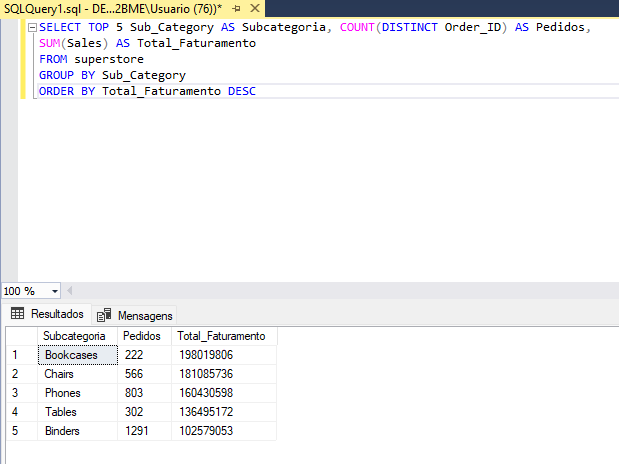 SQLQuery1.sql - DE...2BME\Usuario (76))*
SELECT TOP 5 Sub_Category AS Subcategoria, COUNT(DISTINCT Order_ID) AS Pedidos,
SUM(Sales) AS Total_Faturamento
FROM superstore
GROUP BY Sub_Category
ORDER BY Total_Faturamento DESC
100 %
Resultados Mensagens
Subcategoria Pedidos Total_Faturamento
1 Bookcases 222 198019806
2 Chairs 566 181085736
3 Phones 803 160430598
4 Tables 302 136495172
5 Binders 1291 102579053